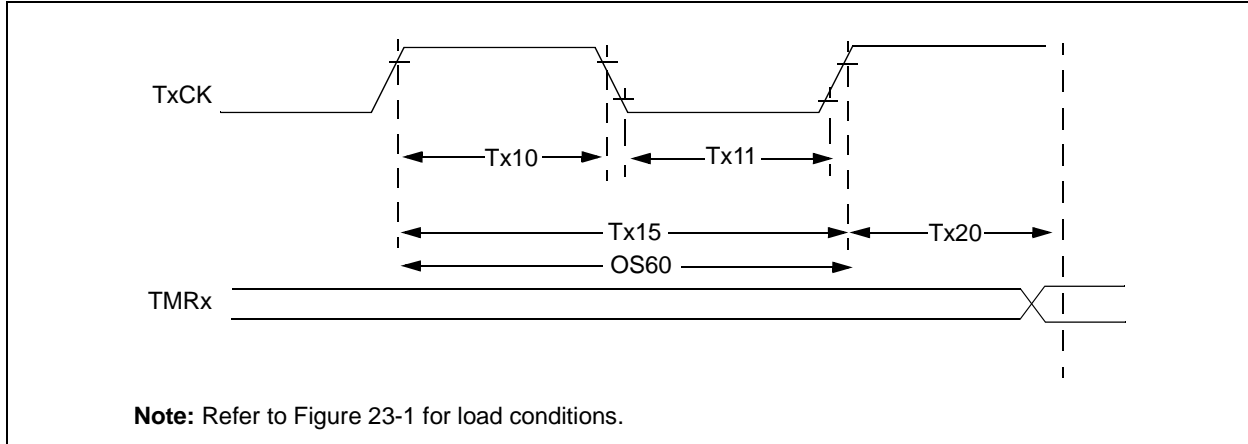 TxCK
Tx10
Tx11
Tx15
Tx20
OS60
TMRx
Note: Refer to Figure 23-1 for load conditions.